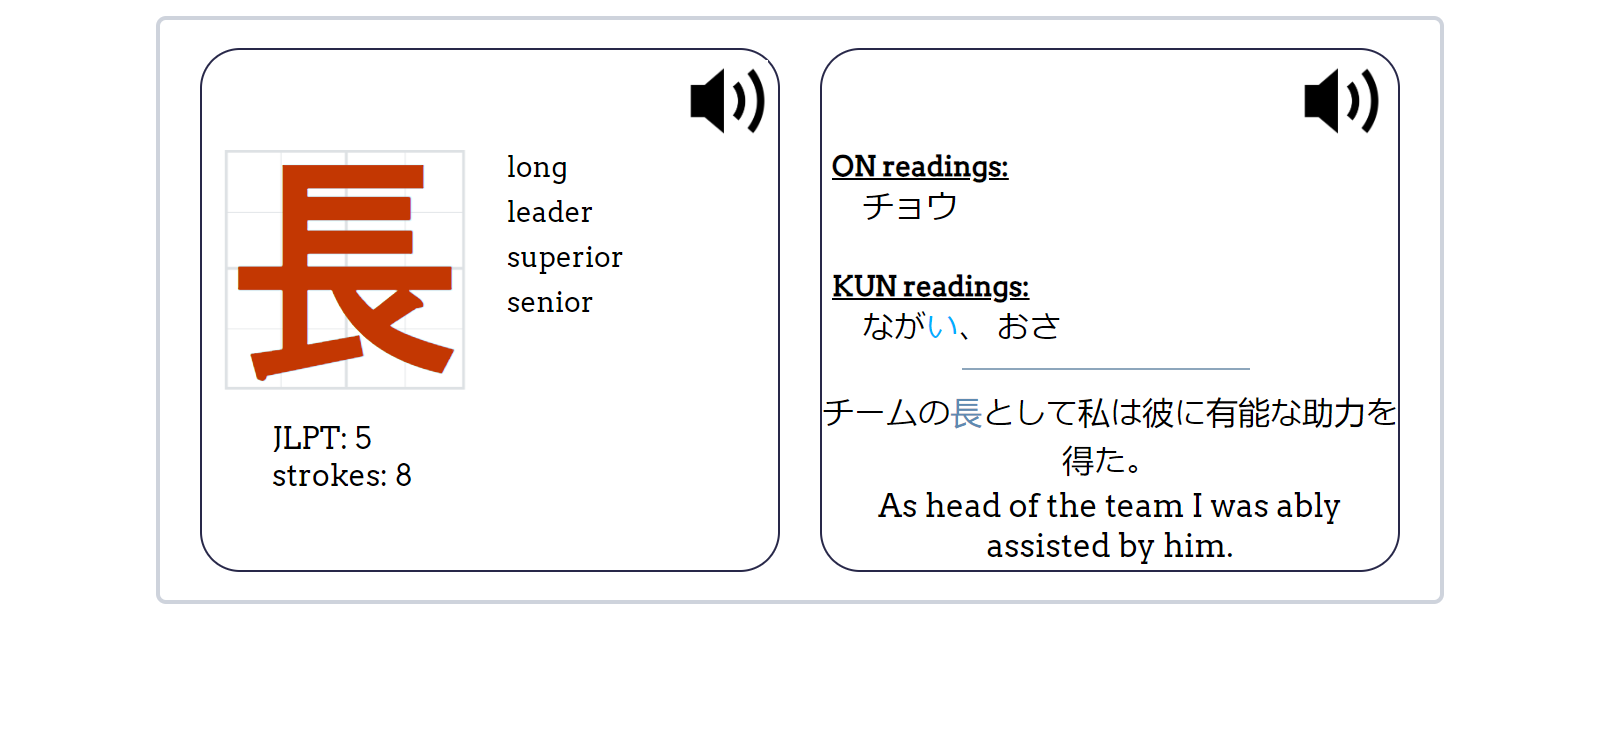 長
long
leader
superior
senior
JLPT: 5
strokes: 8
ON readings:
チョウ
KUN readings:
ながい、 おさ
チームの長として私は彼に有能な助力を
得た。
As head of the team I was ably
assisted by him.